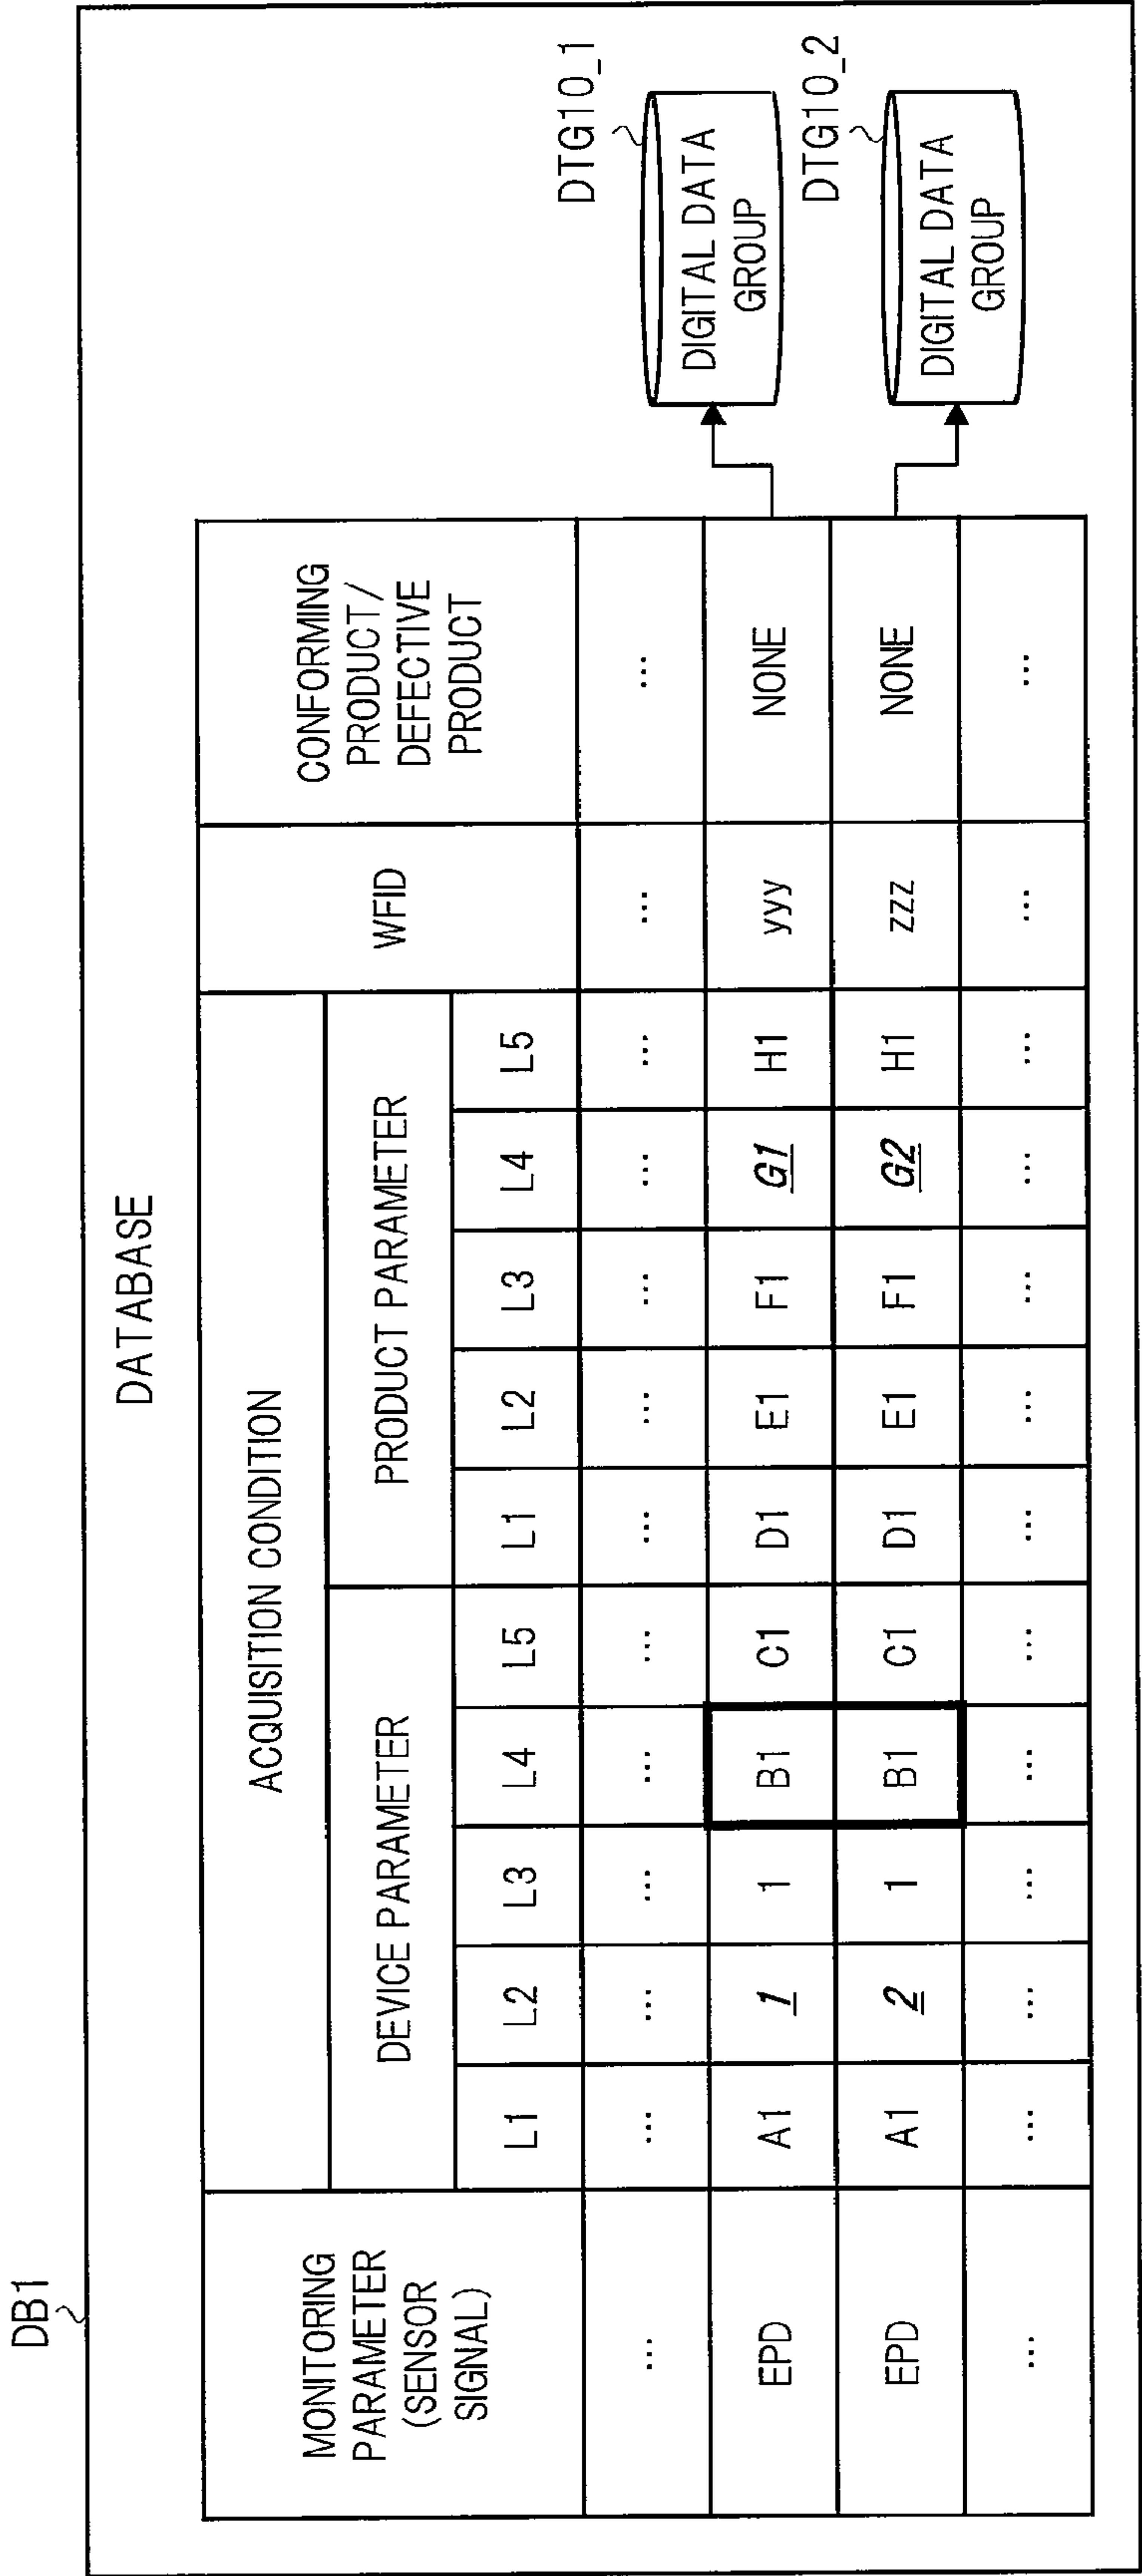 DB1
DATABASE
MONITORING
PARAMETER
(SENSOR
SIGNAL)
ACQUISITION CONDITION
WFID
CONFORMING
PRODUCT/
DEFECTIVE
PRODUCT
DEVICE PARAMETER
PRODUCT PARAMETER
L1 L2 L3 L4 L5 L1 L2 L3 L4 L5
... ... ... ... ... ... ... ... ... ... ... ... ...
EPD A1 1 1 B1 C1 D1 E1 F1 G1 H1 yyy NONE
EPD A1 2 1 B1 C1 D1 E1 F1 G2 H1 zzz NONE
... ... ... ... ... ... ... ... ... ... ... ... ...
DTG10_1
DIGITAL DATA
GROUP
DTG10_2
DIGITAL DATA
GROUP